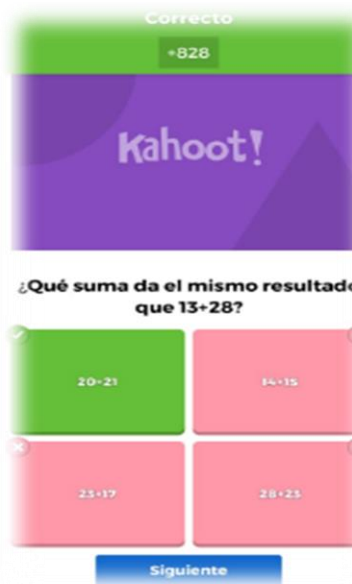 Correcto
+828
Kahoot!
¿Qué suma da el mismo resultado
que 13+28?
20+21
14+15
23+17
28+23
Siguiente